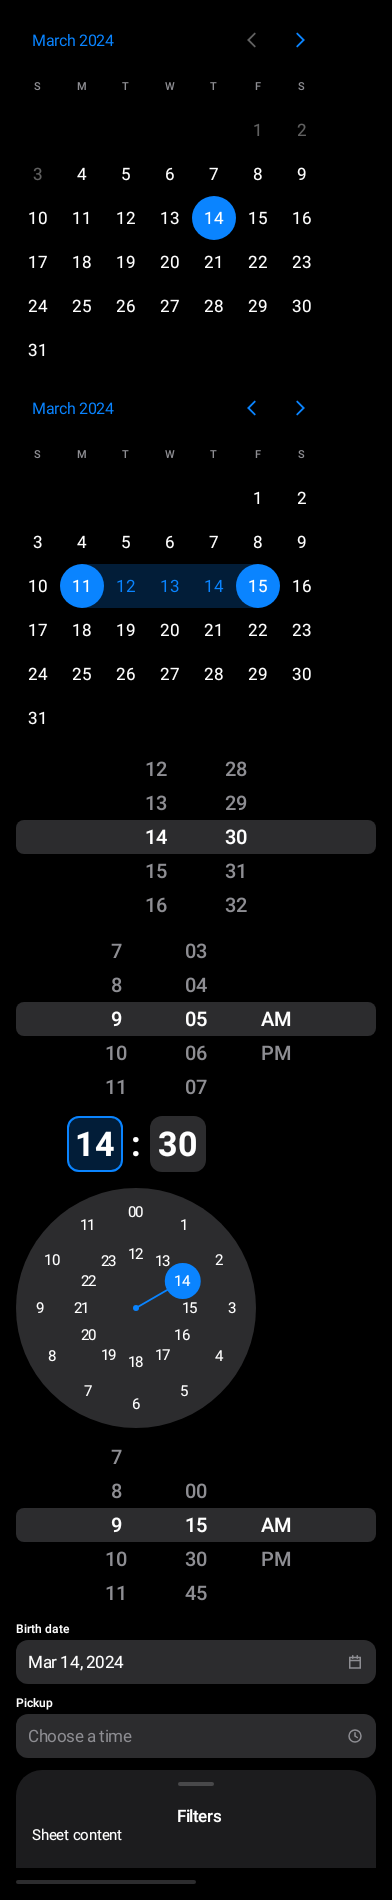 March 2024
S M T W T F S
1 2
3 4 5 6 7 8 9
10 11 12 13 14 15 16
17 18 19 20 21 22 23
24 25 26 27 28 29 30
31
March 2024
S M T W T F S
1 2
3 4 5 6 7 8 9
10 11 12 13 14 15 16
17 18 19 20 21 22 23
24 25 26 27 28 29 30
31
12 28
13 29
14 30
15 31
16 32
7 03
8 04
9 05 AM
10 06 PM
11 07
14 : 30
00
11 1
10 23 12 13 2
22 14
9 21 15 3
20 16
8 19 18 17 4
7 5
6
7
8 00
9 15 AM
10 30 PM
11 45
Birth date
Mar 14, 2024
Pickup
Choose a time
Filters
Sheet content